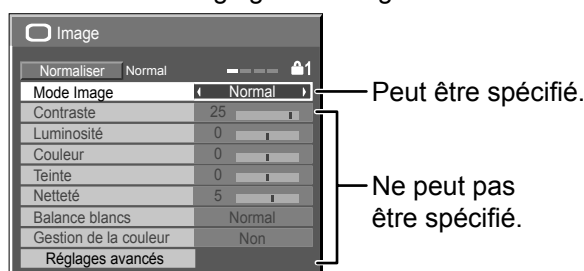 Image
Normaliser Normal 1
Mode Image Normal
Contraste 25
Luminosité 0
Couleur 0
Teinte 0
Netteté 5
Balance blancs Normal
Gestion de la couleur Non
Réglages avancés
Peut être spécifié.
Ne peut pas
être spécifié.